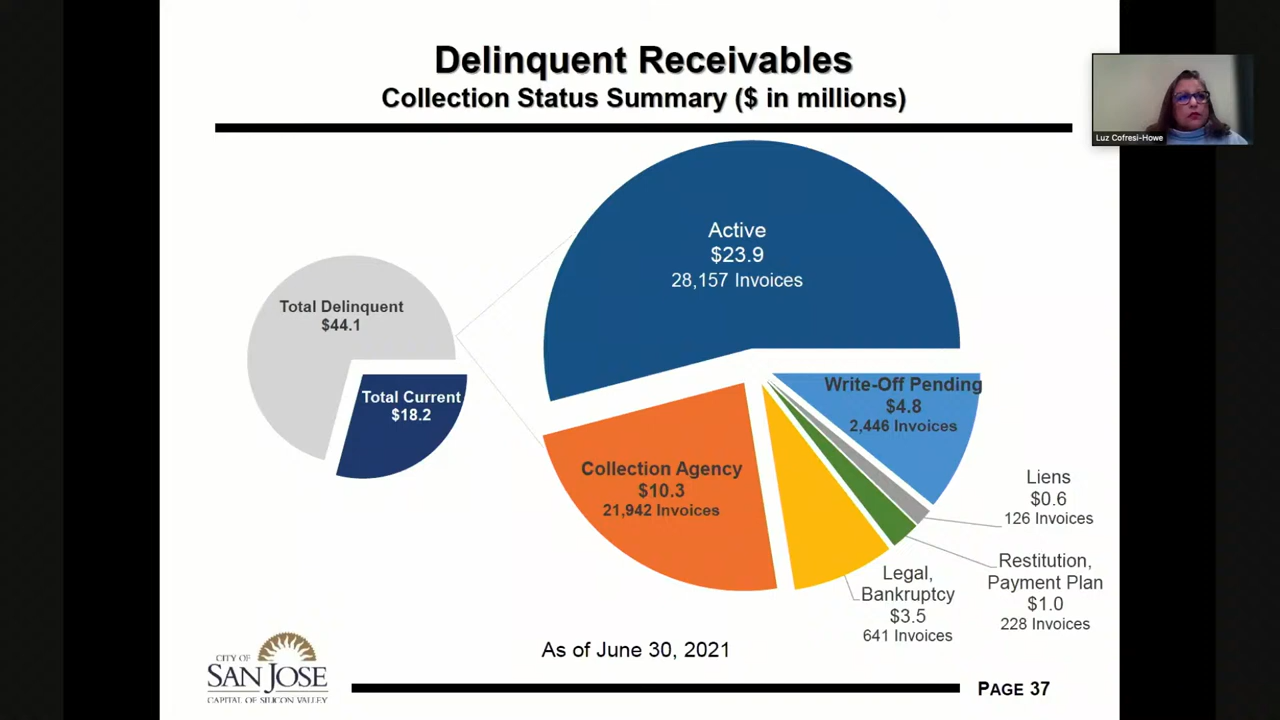 Delinquent Receivables
Collection Status Summary ($ in millions)
Luz Cofresi-Howe
Active
$23.9
28,157 Invoices
Total Delinquent
$44.1
Total Current
$18.2
Write-Off Pending
$4.8
2,446 Invoices
Collection Agency
$10.3
21,942 Invoices
Liens
$0.6
126 Invoices
Restitution,
Payment Plan
$1.0
228 Invoices
Legal,
Bankruptcy
$3.5
641 Invoices
As of June 30, 2021
CITY OF
SAN JOSE
CAPITAL OF SILICON VALLEY
PAGE 37